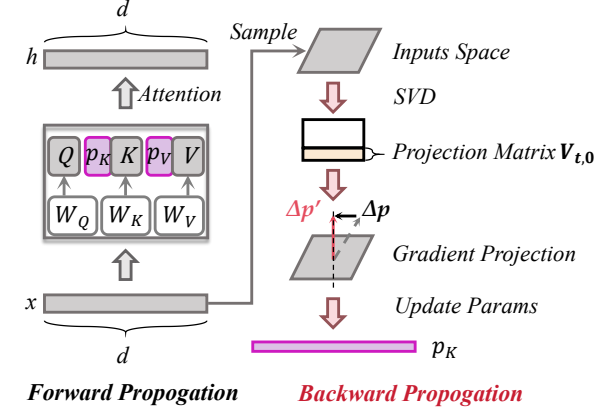 d
h
Attention
Q p_K K p_V V
W_Q W_K W_V
x
d
Forward Propogation
Sample
Inputs Space
SVD
Projection Matrix V_{t,0}
Δp′ Δp
Gradient Projection
Update Params
p_K
Backward Propogation